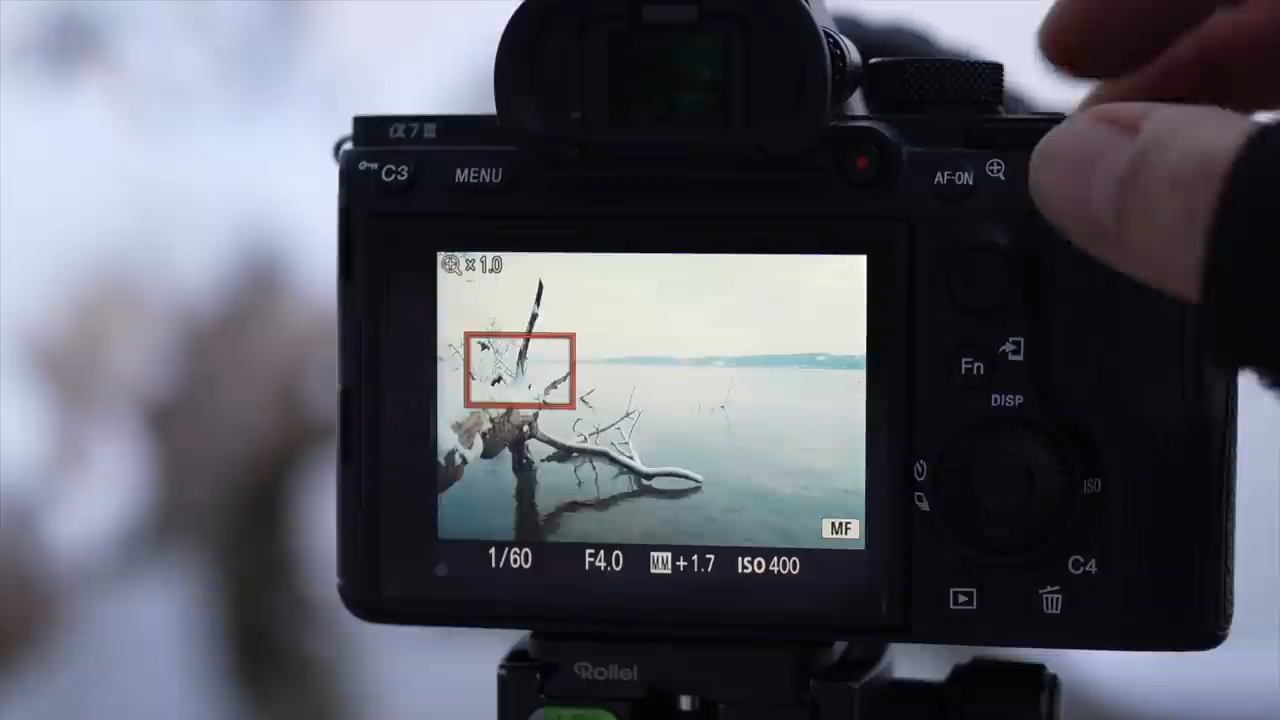 α7III
C3
MENU
AF-ON
x 1.0
Fn
DISP
ISO
MF
1/60
F4.0
M.M. +1.7
ISO 400
C4
Rollei